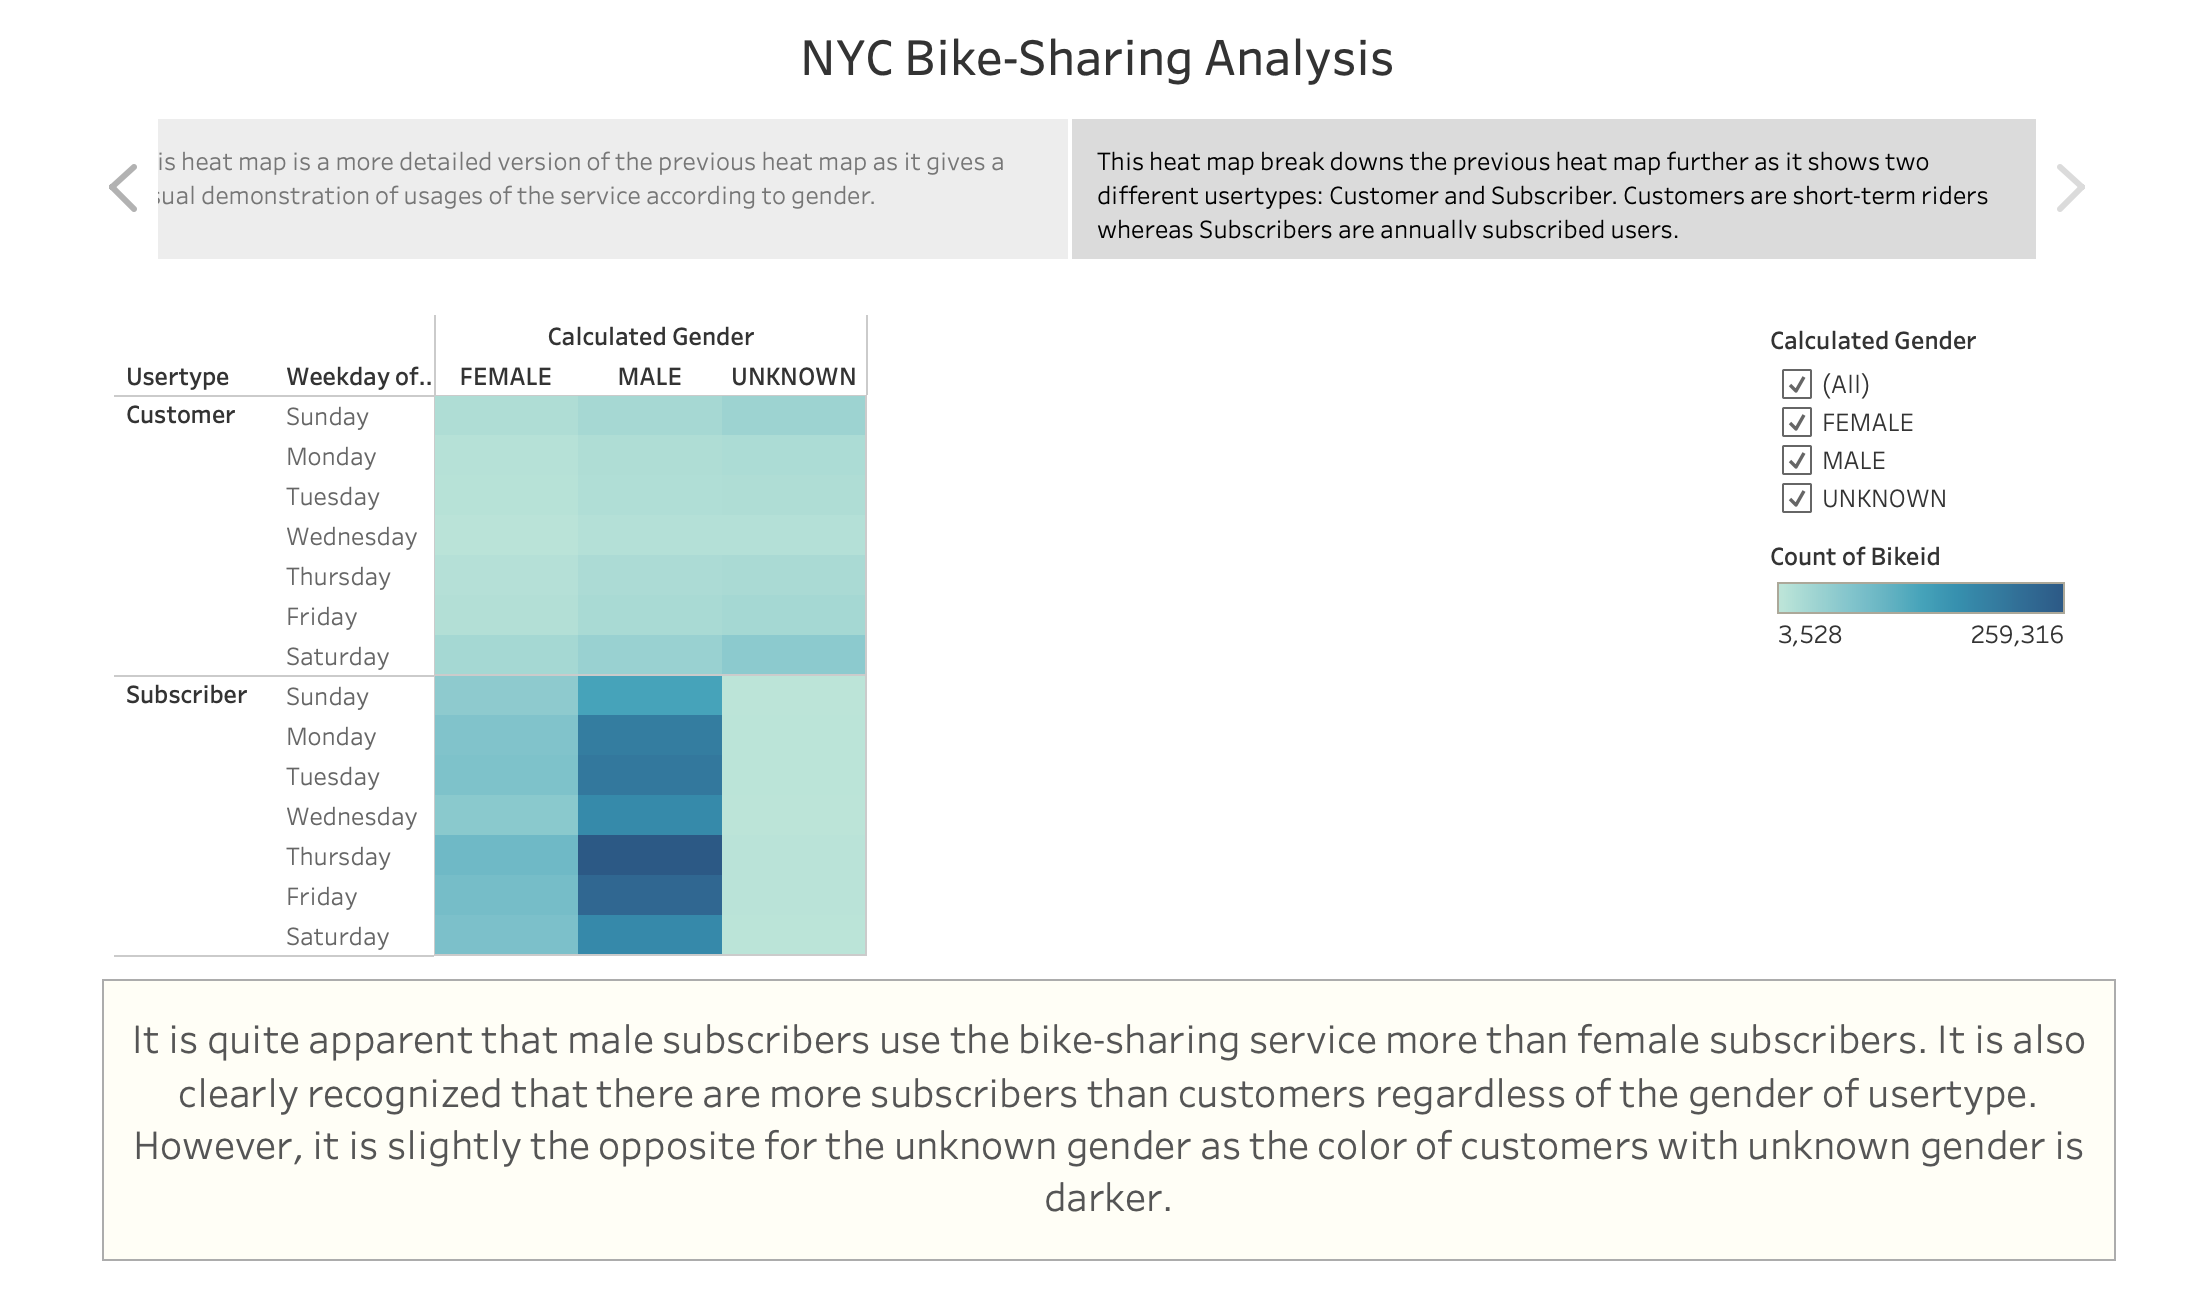 NYC Bike-Sharing Analysis
is heat map is a more detailed version of the previous heat map as it gives a
sual demonstration of usages of the service according to gender.
This heat map break downs the previous heat map further as it shows two
different usertypes: Customer and Subscriber. Customers are short-term riders
whereas Subscribers are annually subscribed users.
Calculated Gender
Usertype Weekday of.. FEMALE MALE UNKNOWN
Customer Sunday
Monday
Tuesday
Wednesday
Thursday
Friday
Saturday
Subscriber Sunday
Monday
Tuesday
Wednesday
Thursday
Friday
Saturday
Calculated Gender
(All)
FEMALE
MALE
UNKNOWN
Count of Bikeid
3,528 259,316
It is quite apparent that male subscribers use the bike-sharing service more than female subscribers. It is also
clearly recognized that there are more subscribers than customers regardless of the gender of usertype.
However, it is slightly the opposite for the unknown gender as the color of customers with unknown gender is
darker.